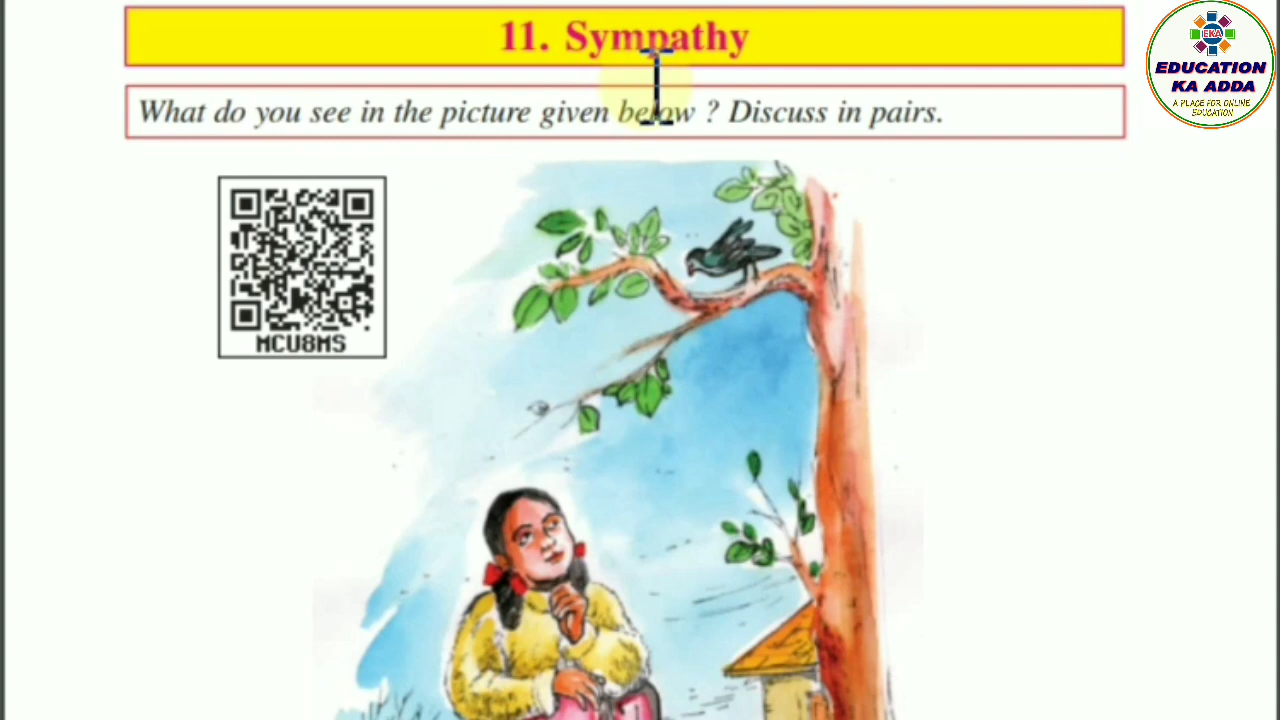 11. Sympathy
What do you see in the picture given below ? Discuss in pairs.
EKA
EDUCATION
KA ADDA
A PLACE FOR ONLINE
EDUCATION
MCU8MS